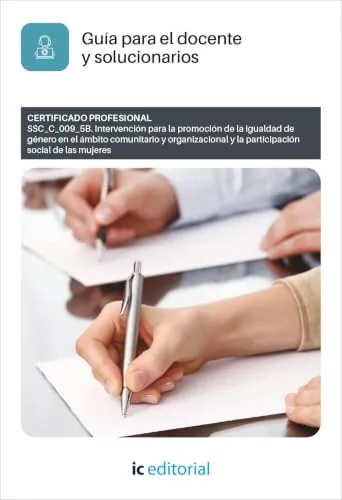 Guía para el docente
y solucionarios
CERTIFICADO PROFESIONAL
SSC_C_009_5B. Intervención para la promoción de la igualdad de
género en el ámbito comunitario y organizacional y la participación
social de las mujeres
ic editorial